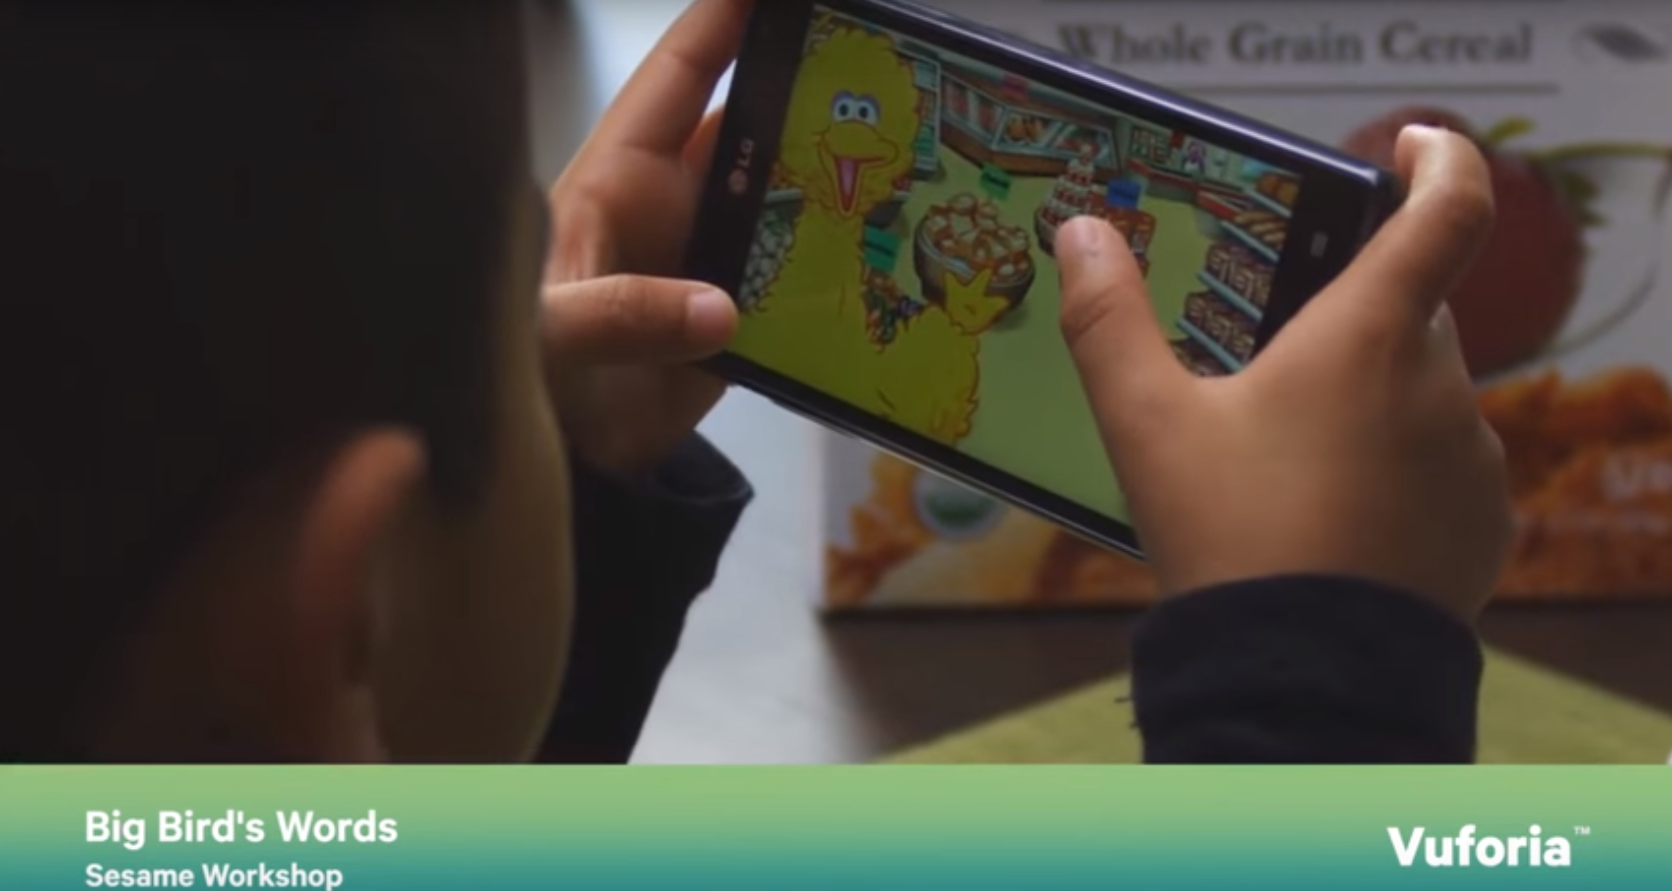 Whole Grain Cereal
LG
Big Bird's Words
Sesame Workshop
Vuforia™